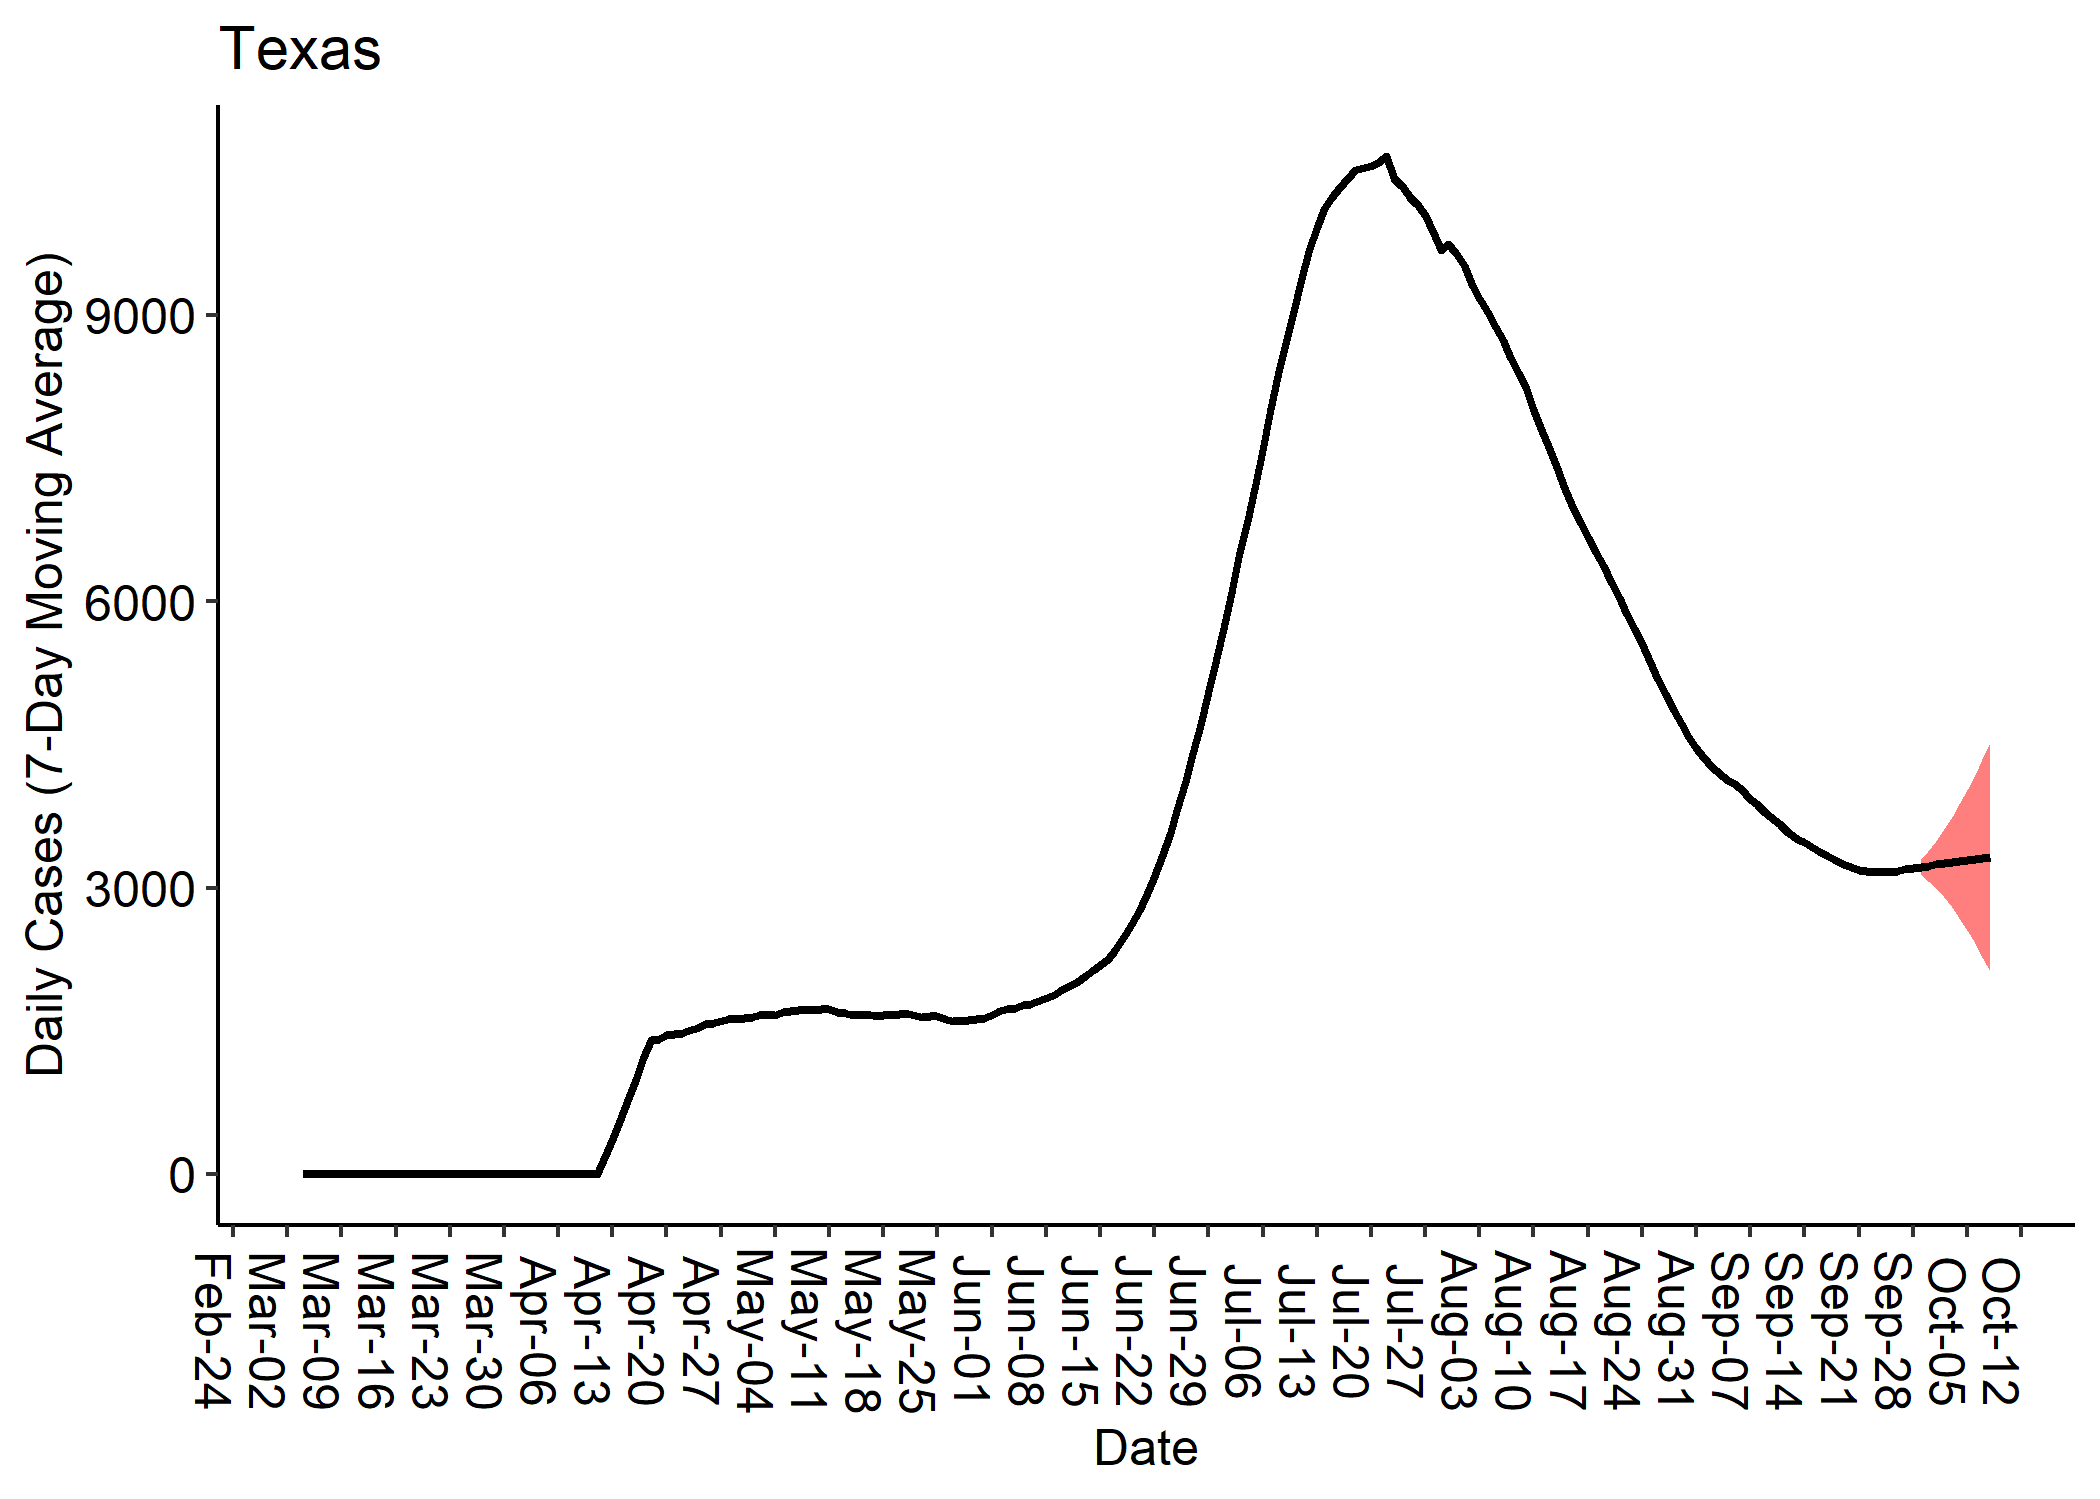 Texas
Daily Cases (7-Day Moving Average)
9000
6000
3000
0
Feb-24
Mar-02
Mar-09
Mar-16
Mar-23
Mar-30
Apr-06
Apr-13
Apr-20
Apr-27
May-04
May-11
May-18
May-25
Jun-01
Jun-08
Jun-15
Jun-22
Jun-29
Jul-06
Jul-13
Jul-20
Jul-27
Aug-03
Aug-10
Aug-17
Aug-24
Aug-31
Sep-07
Sep-14
Sep-21
Sep-28
Oct-05
Oct-12
Date